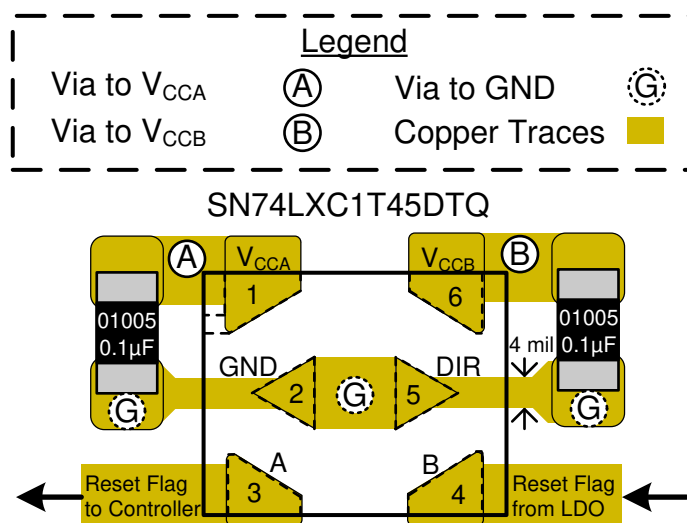 Legend
Via to VCCA A Via to GND G
Via to VCCB B Copper Traces
SN74LXC1T45DTQ
A B
VCCA VCCB
1 6
01005 01005
0.1µF 4 mil 0.1µF
GND DIR
2 G 5
G G
A B
Reset Flag 3 4 Reset Flag
to Controller from LDO